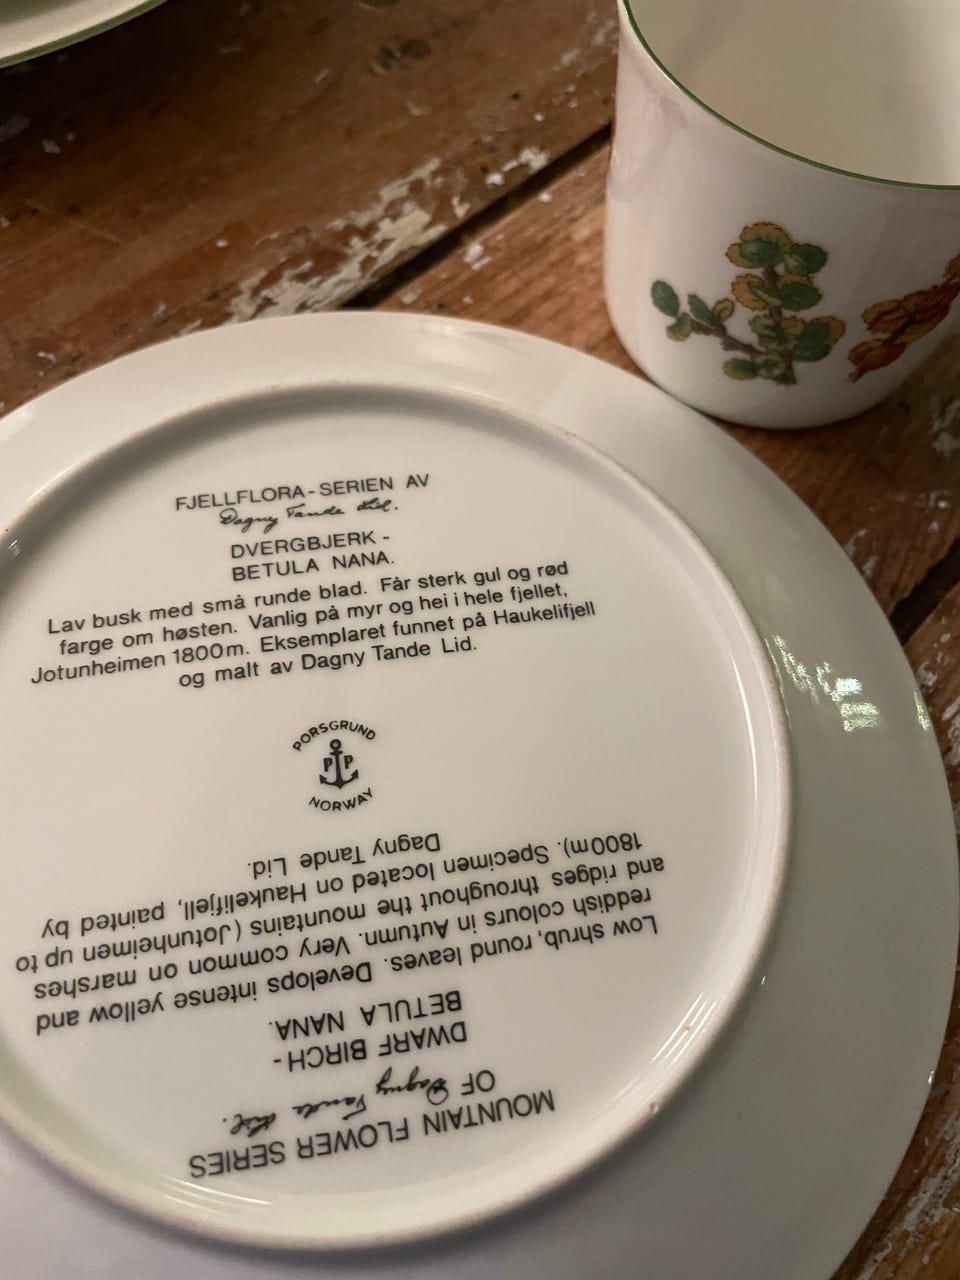 FJELLFLORA-SERIEN AV
Dagny Tande Lid.
DVERGBJERK -
BETULA NANA.
Lav busk med små runde blad. Får sterk gul og rød
farge om høsten. Vanlig på myr og hei i hele fjellet,
Jotunheimen 1800m. Eksemplaret funnet på Haukelifjell
og malt av Dagny Tande Lid.
PORSGRUND
PP
NORWAY
MOUNTAIN FLOWER SERIES
OF Dagny Tande Lid.
DWARF BIRCH -
BETULA NANA.
Low shrub, round leaves. Develops intense yellow and
reddish colours in Autumn. Very common on marshes
and ridges throughout the mountains (Jotunheimen up to
1800m). Specimen located on Haukelifjell, painted by
Dagny Tande Lid.